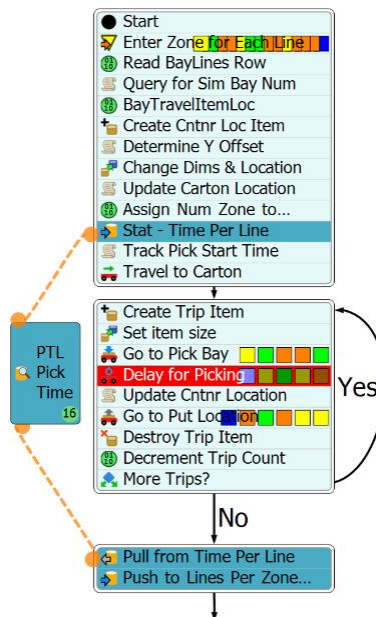 Start
Enter Zone for Each Line
Read BayLines Row
Query for Sim Bay Num
BayTravelItemLoc
Create Cntnr Loc Item
Determine Y Offset
Change Dims & Location
Update Carton Location
Assign Num Zone to...
Stat - Time Per Line
Track Pick Start Time
Travel to Carton
Create Trip Item
Set item size
Go to Pick Bay
Delay for Picking
Update Cntnr Location
Go to Put Location
Destroy Trip Item
Decrement Trip Count
More Trips?
Yes
PTL
Pick
Time
16
No
Pull from Time Per Line
Push to Lines Per Zone...